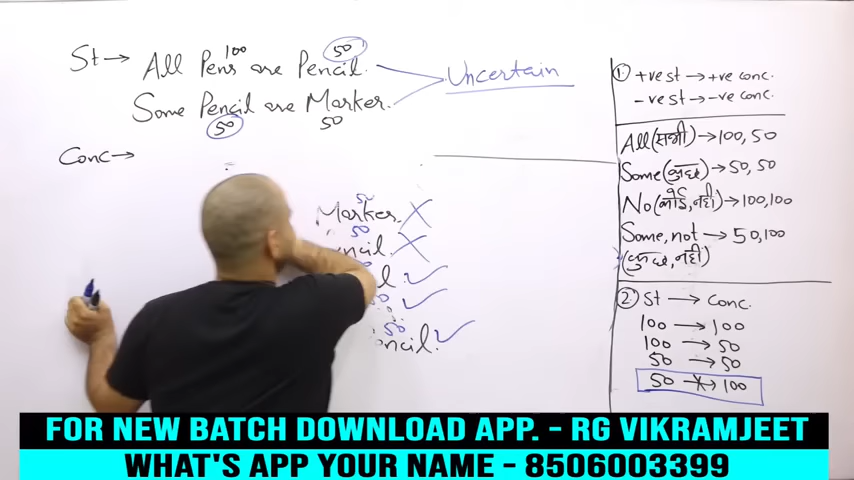 St → All Pens are Pencil.
100
50
Uncertain
Some Pencil are Marker.
50
50
Conc →
50
Marker. ✗
50
✗
✓
✓
50
✓
1. +ve st → +ve conc.
-ve st → -ve conc.
All (सभी) → 100, 50
Some (कुछ) → 50, 50
No (कोई, नहीं) → 100, 100
Some, not → 50, 100
(कुछ, नहीं)
2. St → Conc.
100 → 100
100 → 50
50 → 50
50 ↛ 100
FOR NEW BATCH DOWNLOAD APP. - RG VIKRAMJEET
WHAT'S APP YOUR NAME - 8506003399